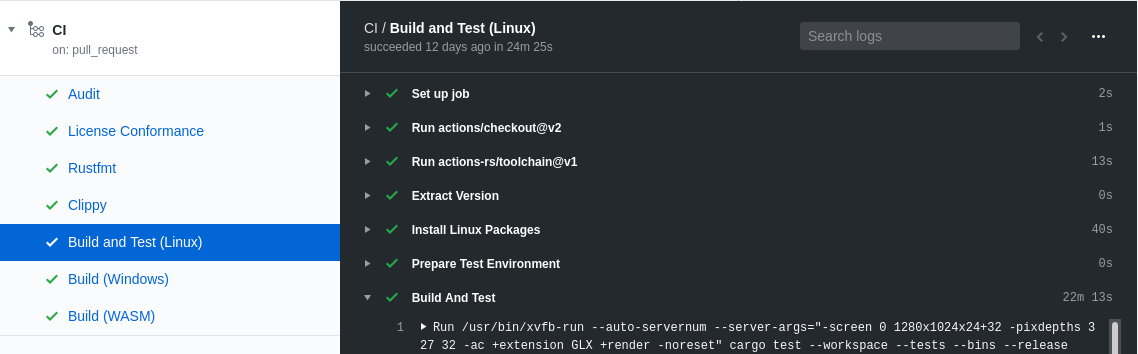 CI
on: pull_request
Audit
License Conformance
Rustfmt
Clippy
Build and Test (Linux)
Build (Windows)
Build (WASM)
CI / Build and Test (Linux)
succeeded 12 days ago in 24m 25s
Search logs
Set up job 2s
Run actions/checkout@v2 1s
Run actions-rs/toolchain@v1 13s
Extract Version 0s
Install Linux Packages 40s
Prepare Test Environment 0s
Build And Test 22m 13s
1 Run /usr/bin/xvfb-run --auto-servernum --server-args="-screen 0 1280x1024x24+32 -pixdepths 3
27 32 -ac +extension GLX +render -noreset" cargo test --workspace --tests --bins --release